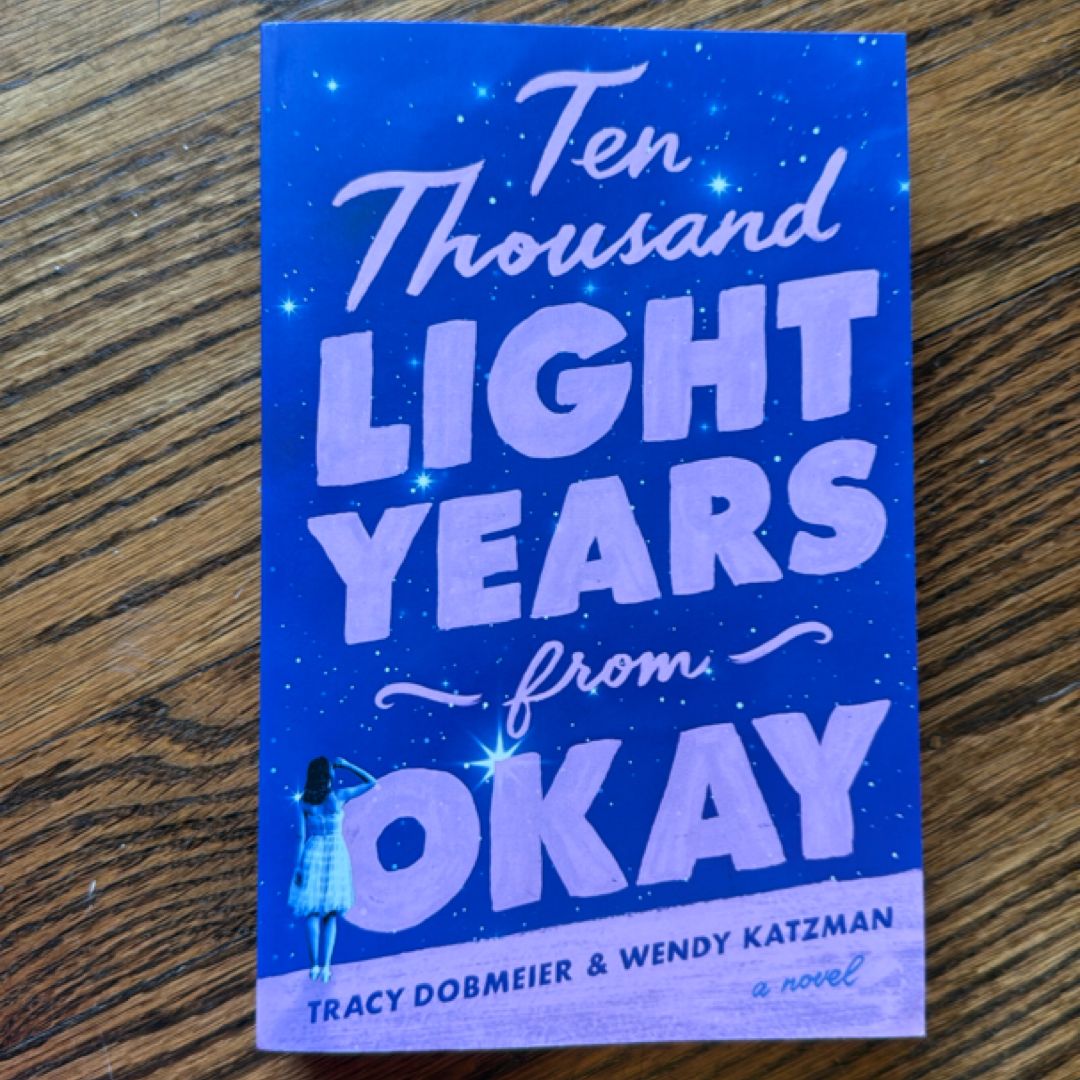 Ten
Thousand
LIGHT
YEARS
from
OKAY
TRACY DOBMEIER & WENDY KATZMAN
a novel